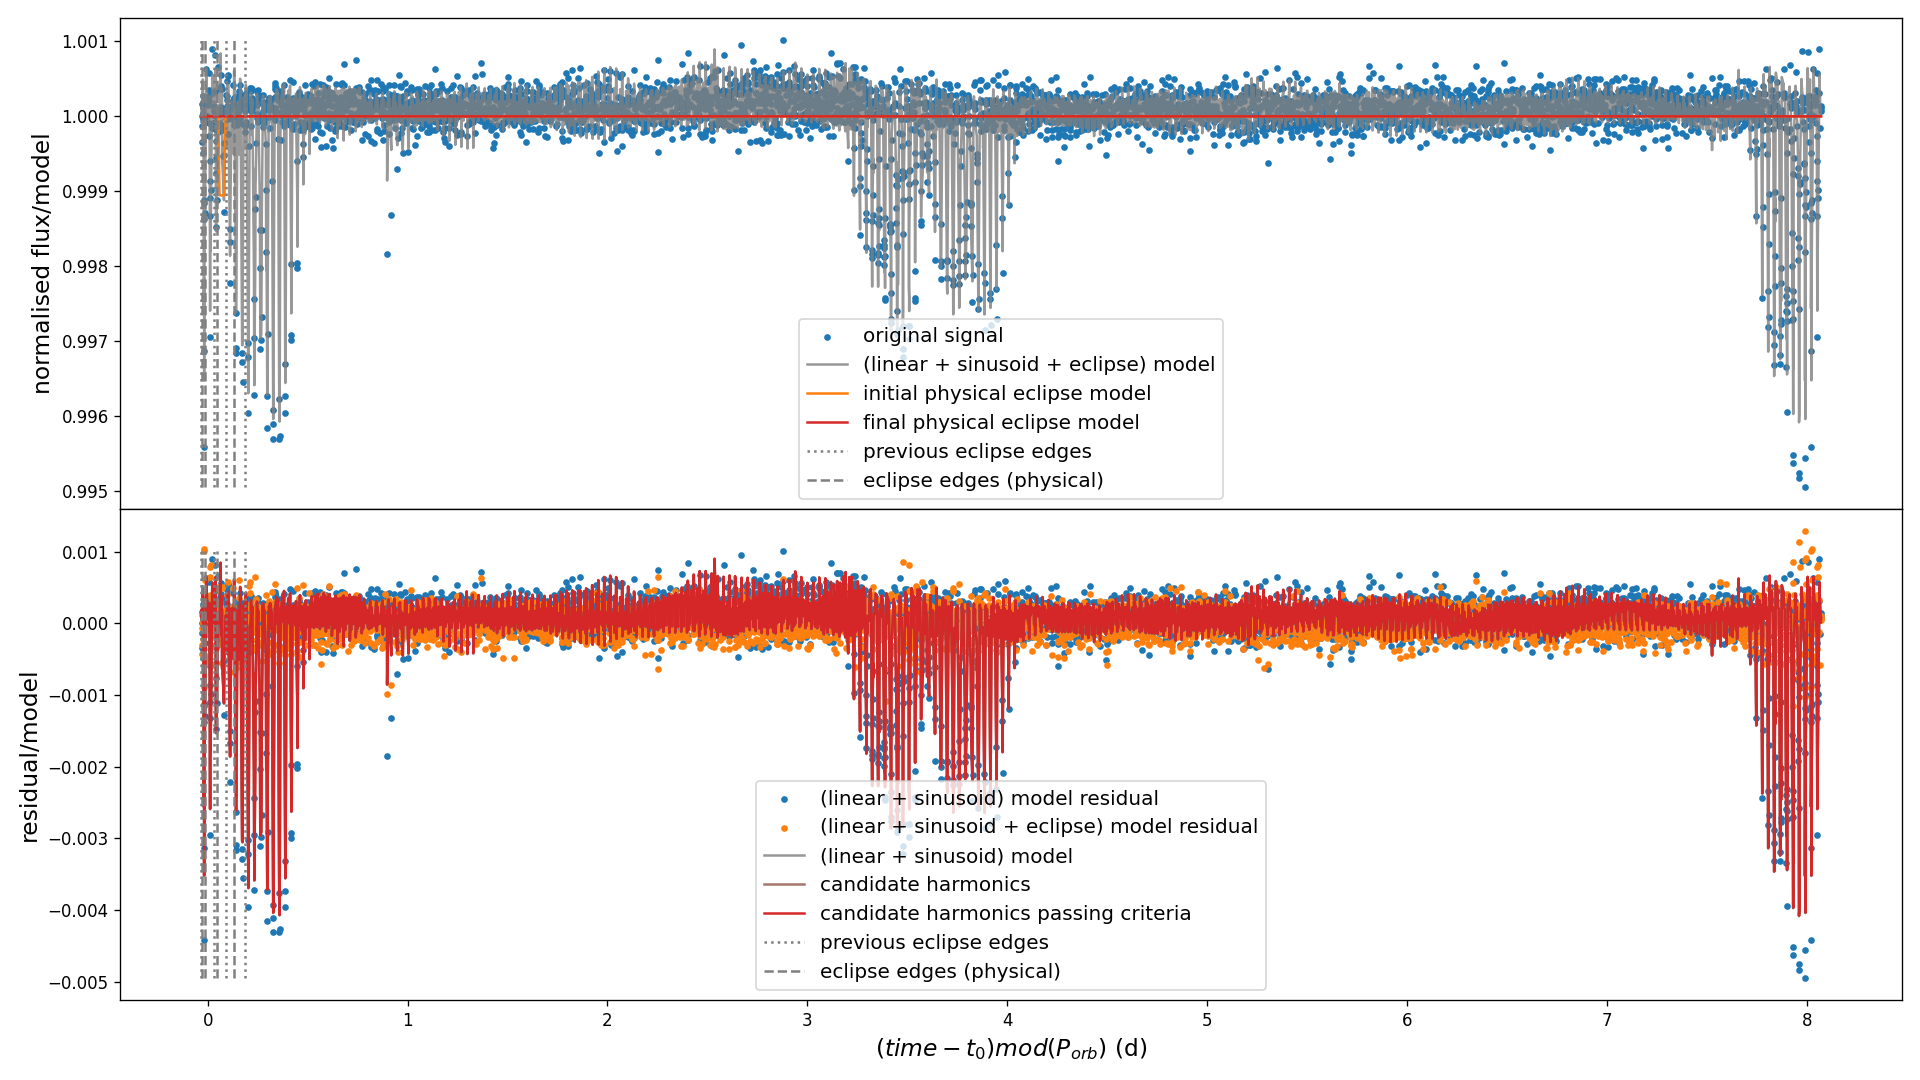 1.001
1.000
0.999
0.998
0.997
0.996
0.995
normalised flux/model
original signal
(linear + sinusoid + eclipse) model
initial physical eclipse model
final physical eclipse model
previous eclipse edges
eclipse edges (physical)
0.001
0.000
−0.001
−0.002
−0.003
−0.004
−0.005
residual/model
(linear + sinusoid) model residual
(linear + sinusoid + eclipse) model residual
(linear + sinusoid) model
candidate harmonics
candidate harmonics passing criteria
previous eclipse edges
eclipse edges (physical)
0 1 2 3 4 5 6 7 8
(time − t₀)mod(Pₒᵣᵦ) (d)